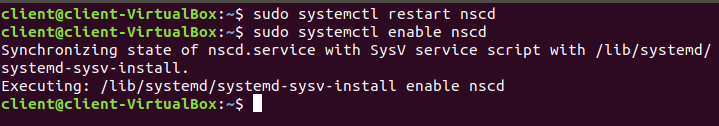 client@client-VirtualBox:~$ sudo systemctl restart nscd
client@client-VirtualBox:~$ sudo systemctl enable nscd
Synchronizing state of nscd.service with SysV service script with /lib/systemd/
systemd-sysv-install.
Executing: /lib/systemd/systemd-sysv-install enable nscd
client@client-VirtualBox:~$